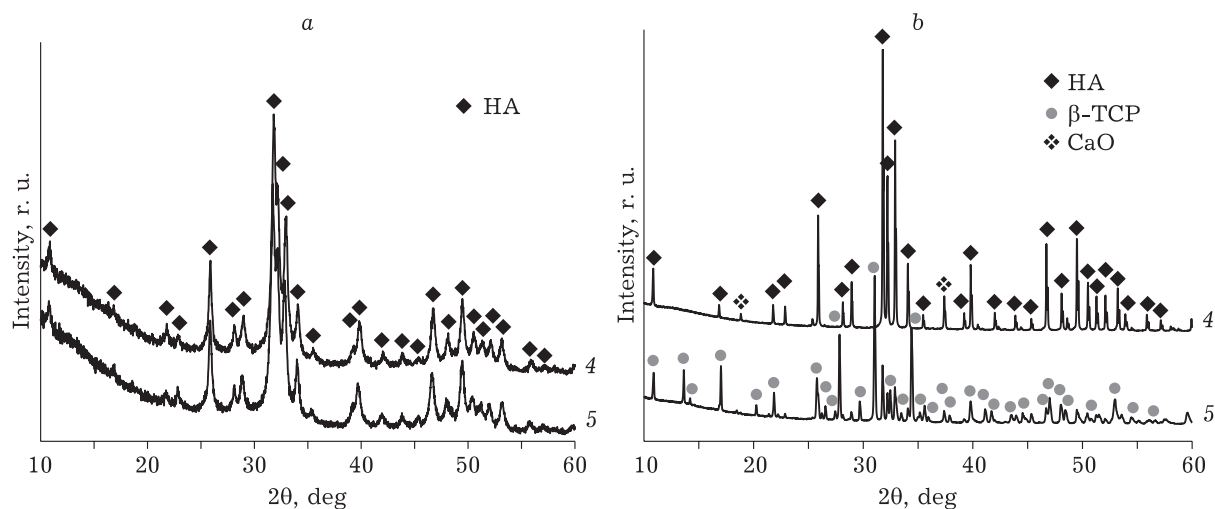 a
HA
Intensity, r. u.
4
5
10 20 30 40 50 60
2θ, deg
b
HA
β-TCP
CaO
Intensity, r. u.
4
5
10 20 30 40 50 60
2θ, deg